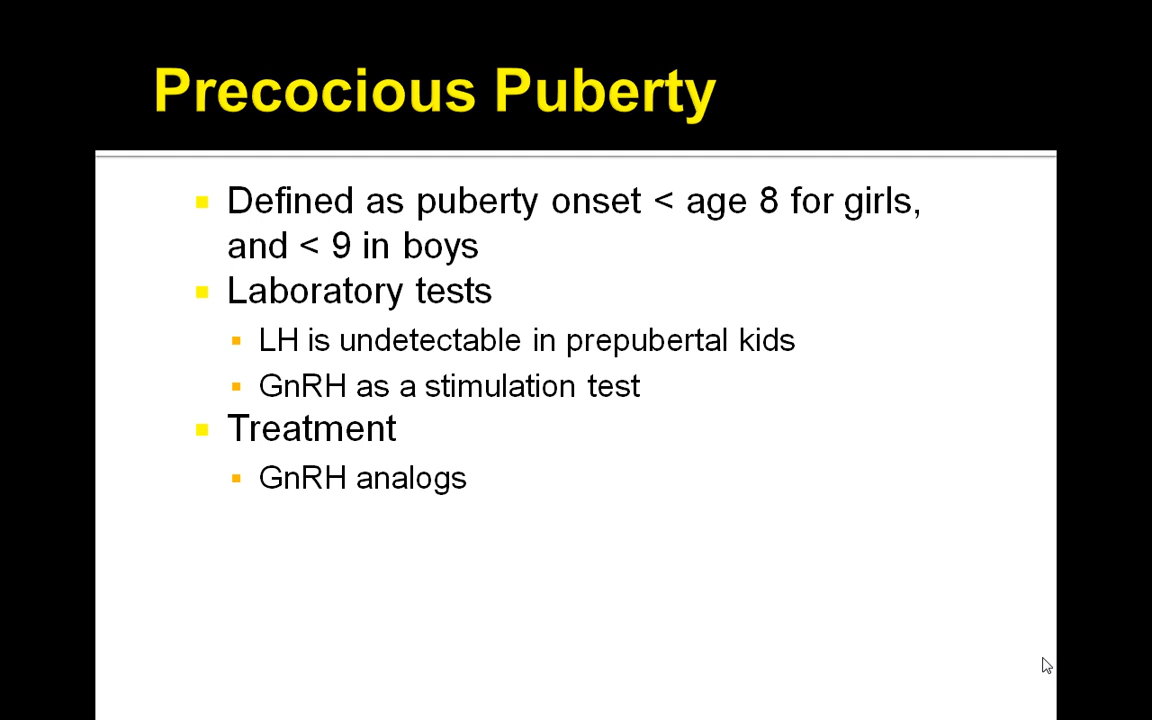 Precocious Puberty
Defined as puberty onset < age 8 for girls,
and < 9 in boys
Laboratory tests
LH is undetectable in prepubertal kids
GnRH as a stimulation test
Treatment
GnRH analogs